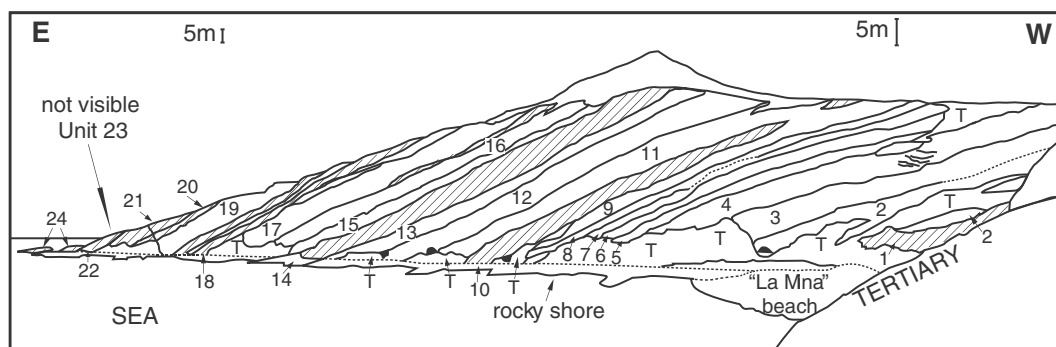 E
5m
5m
W
not visible
Unit 23
T
16
11
21
20
24
19
12
9
4
3
2
17
T
15
13
T
T
T
T
2
22
18
14
T
T
10
T
8
7
6
5
1
SEA
rocky shore
"La Mna"
beach
TERTIARY